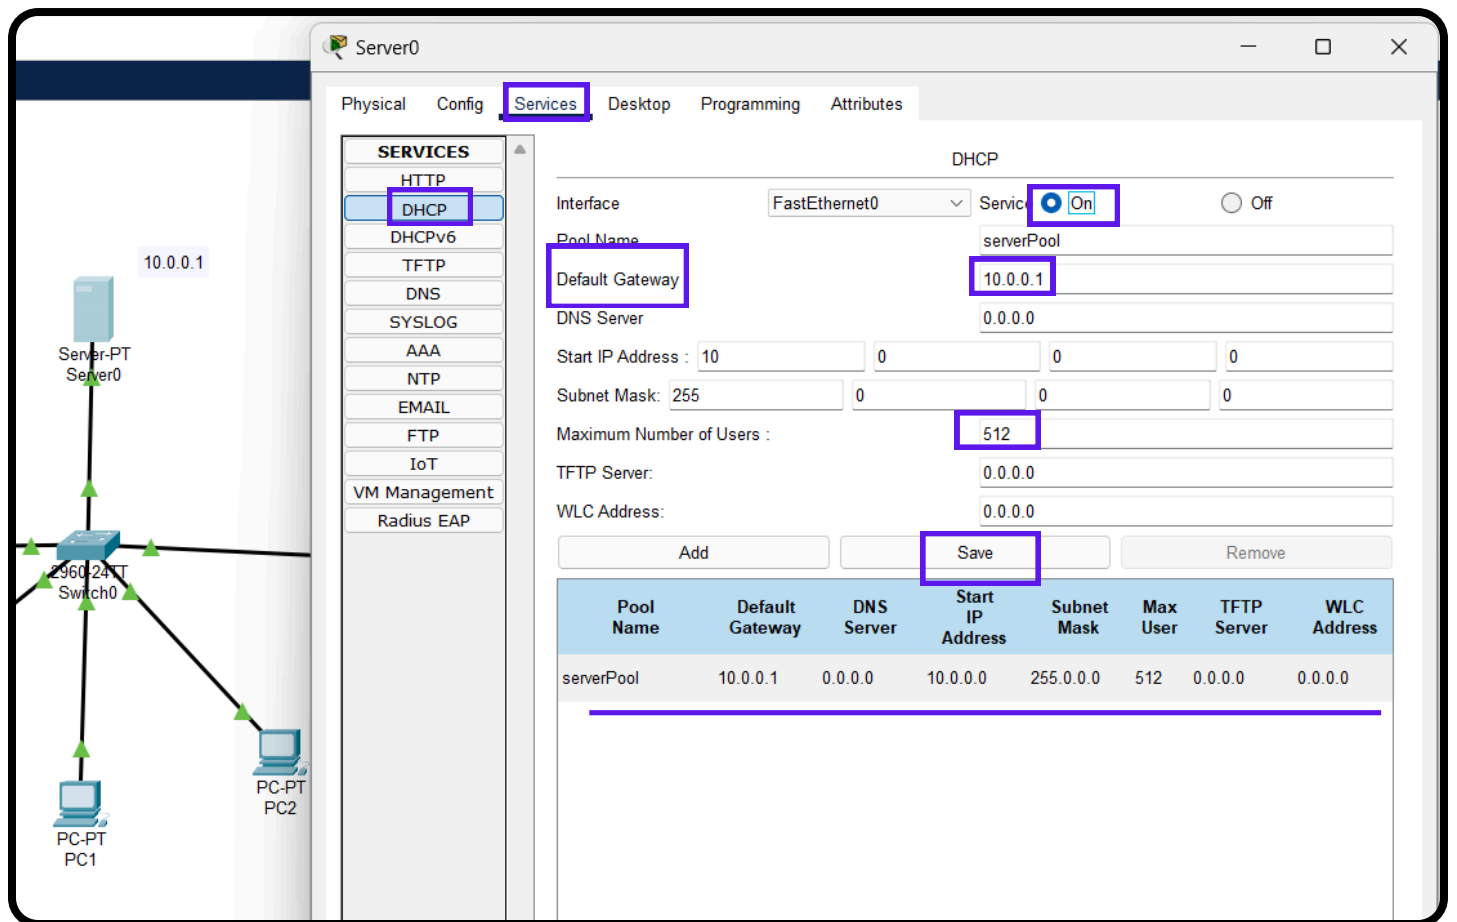 Server0
Physical Config Services Desktop Programming Attributes
SERVICES
HTTP
DHCP
DHCPv6
TFTP
DNS
SYSLOG
AAA
NTP
EMAIL
FTP
IoT
VM Management
Radius EAP
DHCP
Interface FastEthernet0 Service On Off
Pool Name serverPool
Default Gateway 10.0.0.1
DNS Server 0.0.0.0
Start IP Address : 10 0 0 0
Subnet Mask: 255 0 0 0
Maximum Number of Users : 512
TFTP Server: 0.0.0.0
WLC Address: 0.0.0.0
Add Save Remove
Pool Name Default Gateway DNS Server Start IP Address Subnet Mask Max User TFTP Server WLC Address
serverPool 10.0.0.1 0.0.0.0 10.0.0.0 255.0.0.0 512 0.0.0.0 0.0.0.0
10.0.0.1
Server-PT
Server0
2960-24TT
Switch0
PC-PT
PC2
PC-PT
PC1